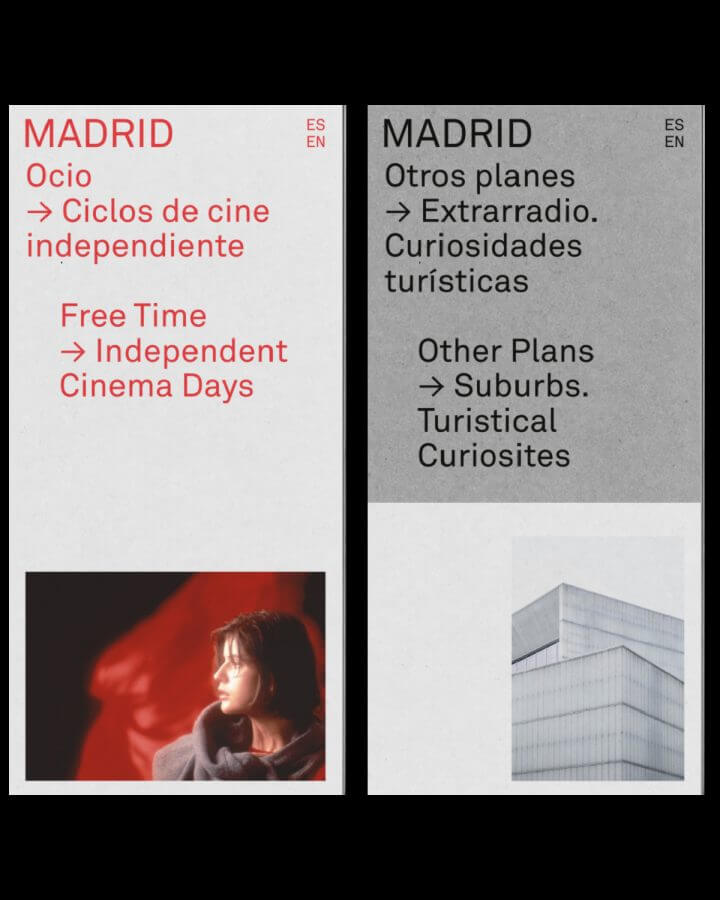 MADRID
ES
EN
Ocio
→ Ciclos de cine
independiente
Free Time
→ Independent
Cinema Days
MADRID
ES
EN
Otros planes
→ Extrarradio.
Curiosidades
turísticas
Other Plans
→ Suburbs.
Turistical
Curiosites